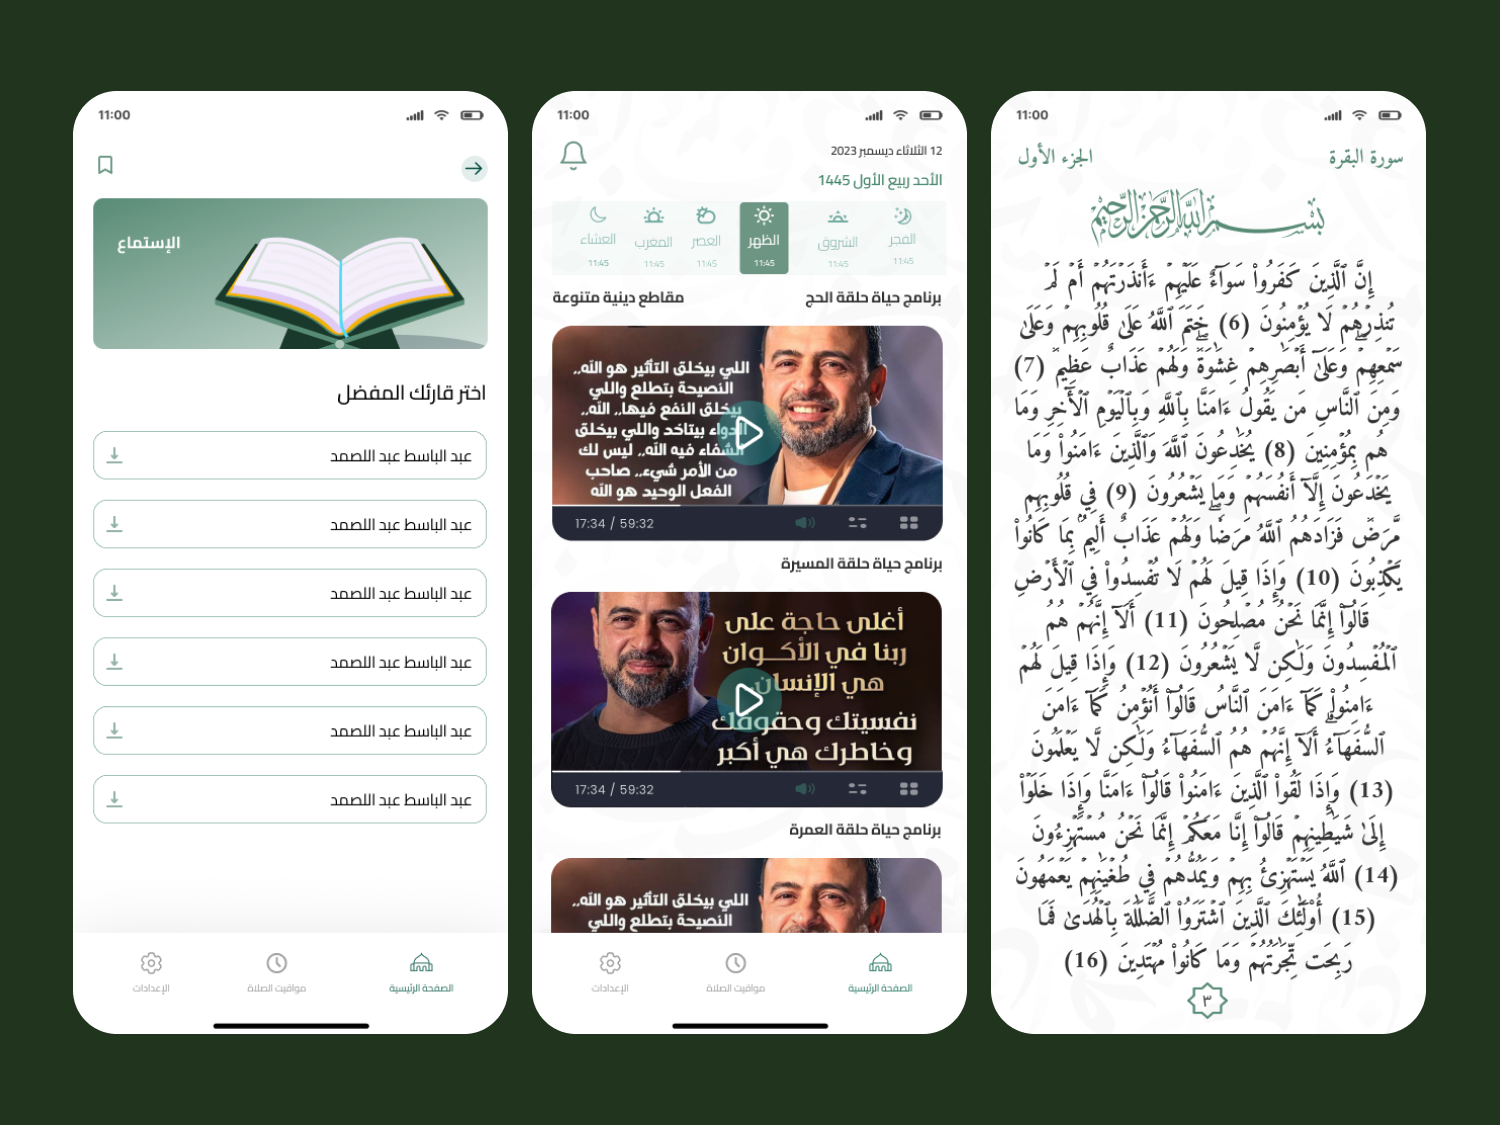 11:00
الإستماع
اختر قارئك المفضل
عبد الباسط عبد اللصمد
عبد الباسط عبد اللصمد
عبد الباسط عبد اللصمد
عبد الباسط عبد اللصمد
عبد الباسط عبد اللصمد
عبد الباسط عبد اللصمد
الصفحة الرئيسية
مواقيت الصلاة
الإعدادات
11:00
12 الثلاثاء ديسمبر 2023
الأحد ربيع الأول 1445
الفجر الشروق الظهر العصر المغرب العشاء
11:45 11:45 11:45 11:45 11:45 11:45
برنامج حياة حلقة الحج
مقاطع دينية متنوعة
اللي بيخلق التأثير هو الله,,
النصيحة بتطلع واللي
بيخلق النفع فيها,, الله,,
الدواء بيتاخد واللي بيخلق
الشفاء فيه الله,, ليس لك
من الأمر شيء,, صاحب
الفعل الوحيد هو الله
17:34 / 59:32
برنامج حياة حلقة المسيرة
أغلى حاجة على
ربنا في الأكــوان
هي الإنسان
نفسيتك وحقوقك
وخاطرك هي أكبر
17:34 / 59:32
برنامج حياة حلقة العمرة
اللي بيخلق التأثير هو الله,,
النصيحة بتطلع واللي
الصفحة الرئيسية
مواقيت الصلاة
الإعدادات
11:00
سورة البقرة
الجزء الأول
بسم الله الرحمن الرحيم
إِنَّ ٱلَّذِينَ كَفَرُواْ سَوَآءٌ عَلَيۡهِمۡ ءَأَنذَرۡتَهُمۡ أَمۡ لَمۡ
تُنذِرۡهُمۡ لَا يُؤۡمِنُونَ (6) خَتَمَ ٱللَّهُ عَلَىٰ قُلُوبِهِمۡ وَعَلَىٰ
سَمۡعِهِمۡۖ وَعَلَىٰٓ أَبۡصَٰرِهِمۡ غِشَٰوَةٞۖ وَلَهُمۡ عَذَابٌ عَظِيمٞ (7)
وَمِنَ ٱلنَّاسِ مَن يَقُولُ ءَامَنَّا بِٱللَّهِ وَبِٱلۡيَوۡمِ ٱلۡأٓخِرِ وَمَا
هُم بِمُؤۡمِنِينَ (8) يُخَٰدِعُونَ ٱللَّهَ وَٱلَّذِينَ ءَامَنُواْ وَمَا
يَخۡدَعُونَ إِلَّآ أَنفُسَهُمۡ وَمَا يَشۡعُرُونَ (9) فِي قُلُوبِهِم
مَّرَضٞ فَزَادَهُمُ ٱللَّهُ مَرَضٗاۖ وَلَهُمۡ عَذَابٌ أَلِيمُۢ بِمَا كَانُواْ
يَكۡذِبُونَ (10) وَإِذَا قِيلَ لَهُمۡ لَا تُفۡسِدُواْ فِي ٱلۡأَرۡضِ
قَالُوٓاْ إِنَّمَا نَحۡنُ مُصۡلِحُونَ (11) أَلَآ إِنَّهُمۡ هُمُ
ٱلۡمُفۡسِدُونَ وَلَٰكِن لَّا يَشۡعُرُونَ (12) وَإِذَا قِيلَ لَهُمۡ
ءَامِنُواْ كَمَآ ءَامَنَ ٱلنَّاسُ قَالُوٓاْ أَنُؤۡمِنُ كَمَآ ءَامَنَ
ٱلسُّفَهَآءُۗ أَلَآ إِنَّهُمۡ هُمُ ٱلسُّفَهَآءُ وَلَٰكِن لَّا يَعۡلَمُونَ
(13) وَإِذَا لَقُواْ ٱلَّذِينَ ءَامَنُواْ قَالُوٓاْ ءَامَنَّا وَإِذَا خَلَوۡاْ
إِلَىٰ شَيَٰطِينِهِمۡ قَالُوٓاْ إِنَّا مَعَكُمۡ إِنَّمَا نَحۡنُ مُسۡتَهۡزِءُونَ
(14) ٱللَّهُ يَسۡتَهۡزِئُ بِهِمۡ وَيَمُدُّهُمۡ فِي طُغۡيَٰنِهِمۡ يَعۡمَهُونَ
(15) أُوْلَٰٓئِكَ ٱلَّذِينَ ٱشۡتَرَوُاْ ٱلضَّلَٰلَةَ بِٱلۡهُدَىٰ فَمَا
رَبِحَت تِّجَٰرَتُهُمۡ وَمَا كَانُواْ مُهۡتَدِينَ (16)
٣